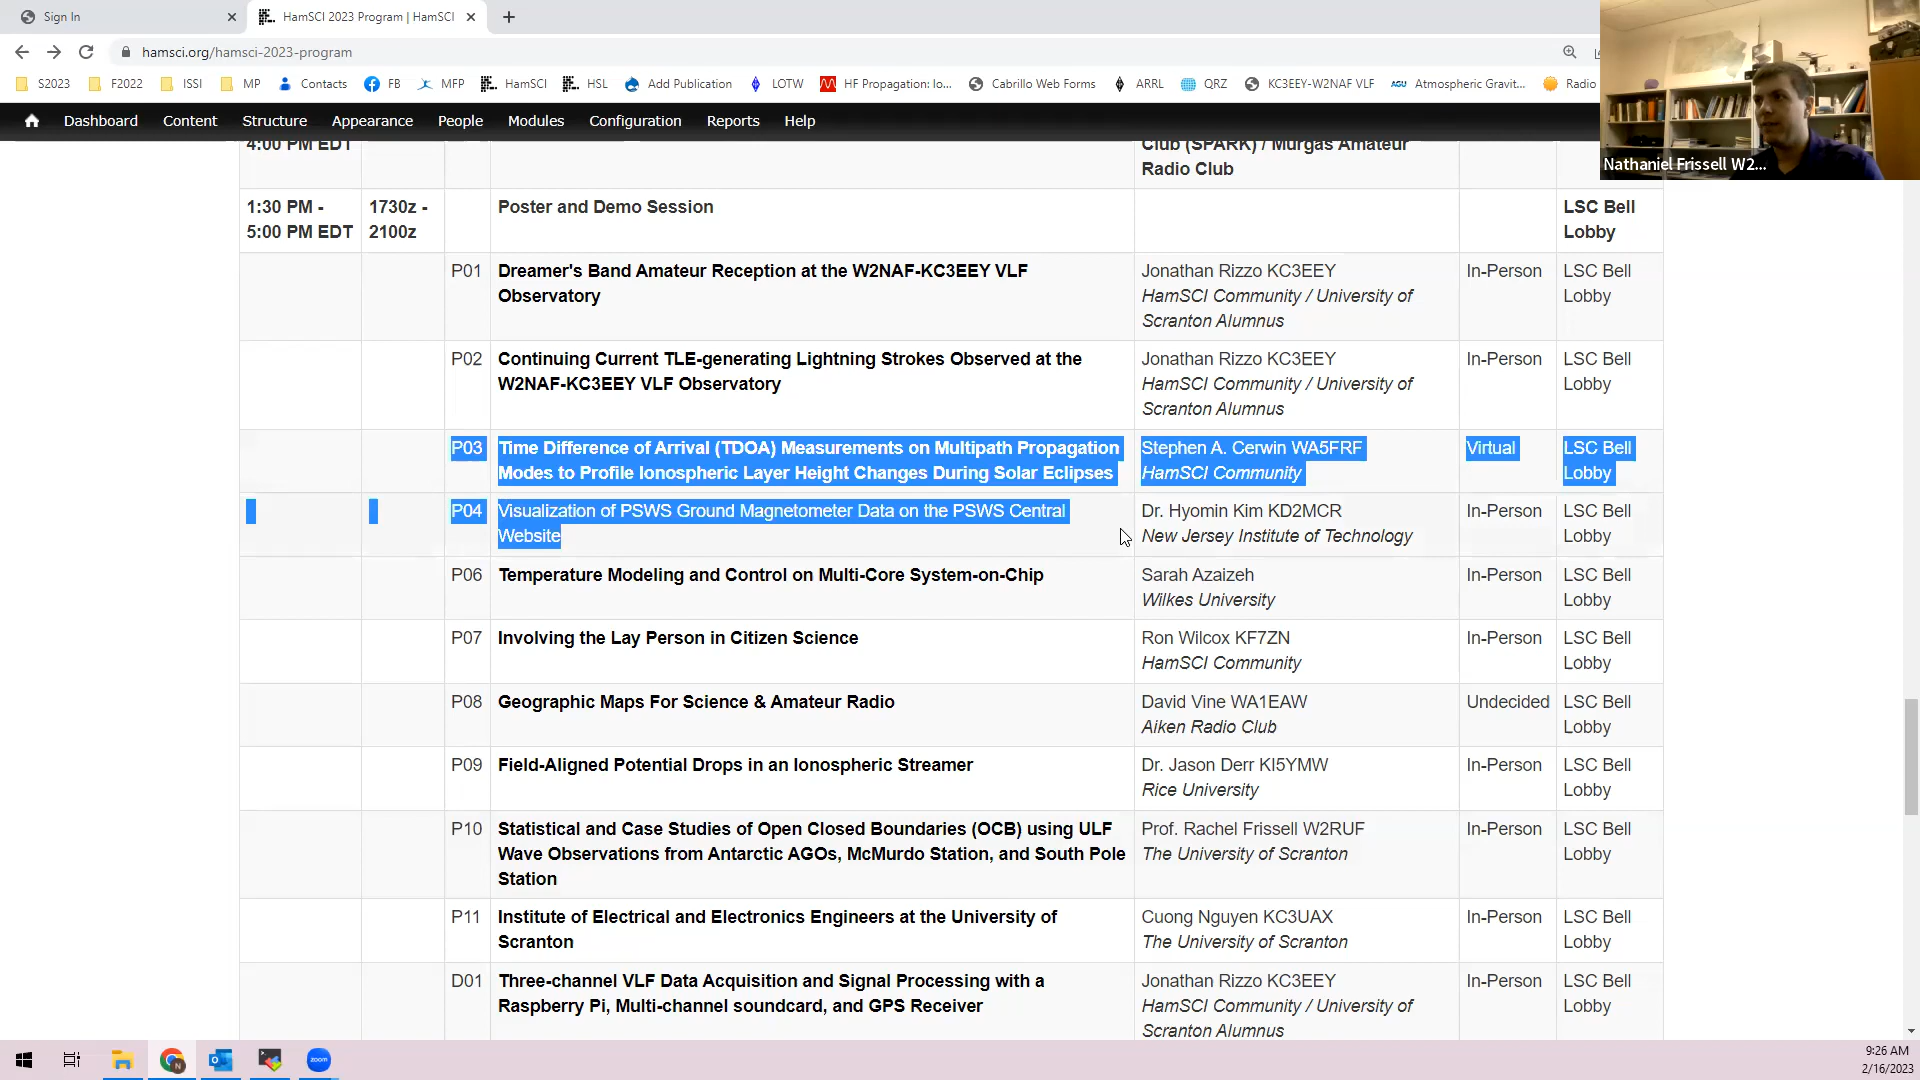 Sign In
HamSCI 2023 Program | HamSCI
hamsci.org/hamsci-2023-program
S2023 F2022 ISSI MP Contacts FB MFP HamSCI HSL Add Publication LOTW HF Propagation: Io... Cabrillo Web Forms ARRL QRZ KC3EEY-W2NAF VLF Atmospheric Gravit... Radio
Dashboard Content Structure Appearance People Modules Configuration Reports Help
Nathaniel Frissell W2...
4:00 PM EDT
Club (SPARK) / Murgas Amateur
Radio Club
1:30 PM - 1730z - Poster and Demo Session LSC Bell
5:00 PM EDT 2100z Lobby
P01 Dreamer's Band Amateur Reception at the W2NAF-KC3EEY VLF Jonathan Rizzo KC3EEY In-Person LSC Bell
Observatory HamSCI Community / University of Lobby
Scranton Alumnus
P02 Continuing Current TLE-generating Lightning Strokes Observed at the Jonathan Rizzo KC3EEY In-Person LSC Bell
W2NAF-KC3EEY VLF Observatory HamSCI Community / University of Lobby
Scranton Alumnus
P03 Time Difference of Arrival (TDOA) Measurements on Multipath Propagation Stephen A. Cerwin WA5FRF Virtual LSC Bell
Modes to Profile Ionospheric Layer Height Changes During Solar Eclipses HamSCI Community Lobby
P04 Visualization of PSWS Ground Magnetometer Data on the PSWS Central Dr. Hyomin Kim KD2MCR In-Person LSC Bell
Website New Jersey Institute of Technology Lobby
P06 Temperature Modeling and Control on Multi-Core System-on-Chip Sarah Azaizeh In-Person LSC Bell
Wilkes University Lobby
P07 Involving the Lay Person in Citizen Science Ron Wilcox KF7ZN In-Person LSC Bell
HamSCI Community Lobby
P08 Geographic Maps For Science & Amateur Radio David Vine WA1EAW Undecided LSC Bell
Aiken Radio Club Lobby
P09 Field-Aligned Potential Drops in an Ionospheric Streamer Dr. Jason Derr KI5YMW In-Person LSC Bell
Rice University Lobby
P10 Statistical and Case Studies of Open Closed Boundaries (OCB) using ULF Prof. Rachel Frissell W2RUF In-Person LSC Bell
Wave Observations from Antarctic AGOs, McMurdo Station, and South Pole The University of Scranton Lobby
Station
P11 Institute of Electrical and Electronics Engineers at the University of Cuong Nguyen KC3UAX In-Person LSC Bell
Scranton The University of Scranton Lobby
D01 Three-channel VLF Data Acquisition and Signal Processing with a Jonathan Rizzo KC3EEY In-Person LSC Bell
Raspberry Pi, Multi-channel soundcard, and GPS Receiver HamSCI Community / University of Lobby
Scranton Alumnus
zoom
9:26 AM
2/16/2023